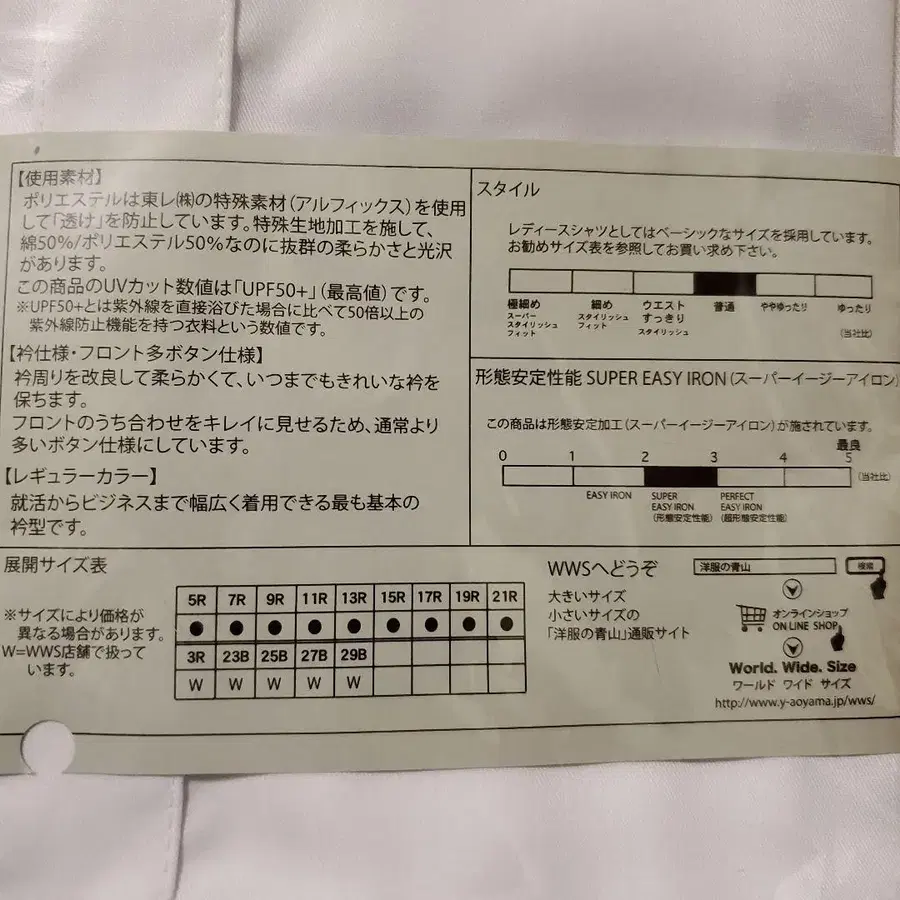 【使用素材】
ポリエステルは東レ㈱の特殊素材(アルフィックス)を使用
して「透け」を防止しています。特殊生地加工を施して、
綿50%/ポリエステル50%なのに抜群の柔らかさと光沢
があります。
この商品のUVカット数値は「UPF50+」(最高値)です。
※UPF50+とは紫外線を直接浴びた場合に比べて50倍以上の
紫外線防止機能を持つ衣料という数値です。
【衿仕様・フロント多ボタン仕様】
衿周りを改良して柔らかくて、いつまでもきれいな衿を
保ちます。
フロントのうち合わせをキレイに見せるため、通常より
多いボタン仕様にしています。
【レギュラーカラー】
就活からビジネスまで幅広く着用できる最も基本の
衿型です。
スタイル
レディースシャツとしてはベーシックなサイズを採用しています。
お勧めサイズ表を参照してお買い求め下さい。
極細め 細め ウエスト 普通 ややゆったり ゆったり
スーパー スタイリッシュ すっきり
スタイリッシュ フィット スタイリッシュ
フィット
(当社比)
形態安定性能 SUPER EASY IRON(スーパーイージーアイロン)
この商品は形態安定加工(スーパーイージーアイロン)が施されています。
最良
0 1 2 3 4 5
(当社比)
EASY IRON SUPER PERFECT
EASY IRON EASY IRON
(形態安定性能) (超形態安定性能)
展開サイズ表
※サイズにより価格が
異なる場合があります。
W=WWS店舗で扱って
います。
5R 7R 9R 11R 13R 15R 17R 19R 21R
● ● ● ● ● ● ● ● ●
3R 23B 25B 27B 29B
W W W W W
WWSへどうぞ
大きいサイズ
小さいサイズの
「洋服の青山」通販サイト
洋服の青山 検索
オンラインショップ
ON LINE SHOP
World. Wide. Size
ワールド ワイド サイズ
http://www.y-aoyama.jp/wws/